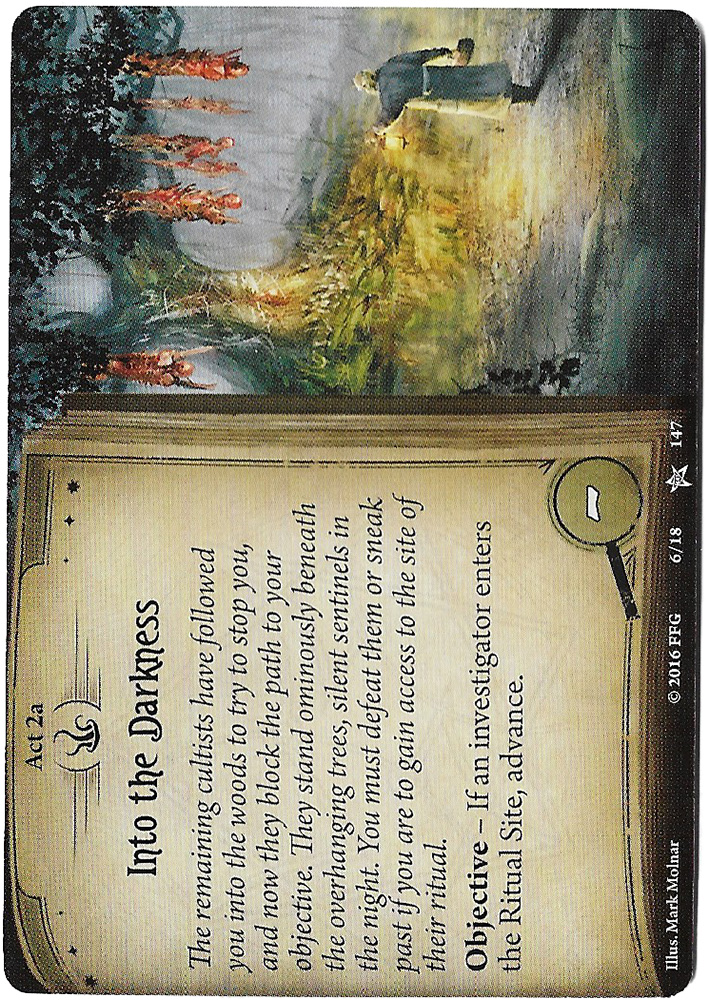 Act 2a
Into the Darkness
The remaining cultists have followed
you into the woods to try to stop you,
and now they block the path to your
objective. They stand ominously beneath
the overhanging trees, silent sentinels in
the night. You must defeat them or sneak
past if you are to gain access to the site of
their ritual.
Objective – If an investigator enters
the Ritual Site, advance.
–
Illus. Mark Molnar
© 2016 FFG
6/18
147